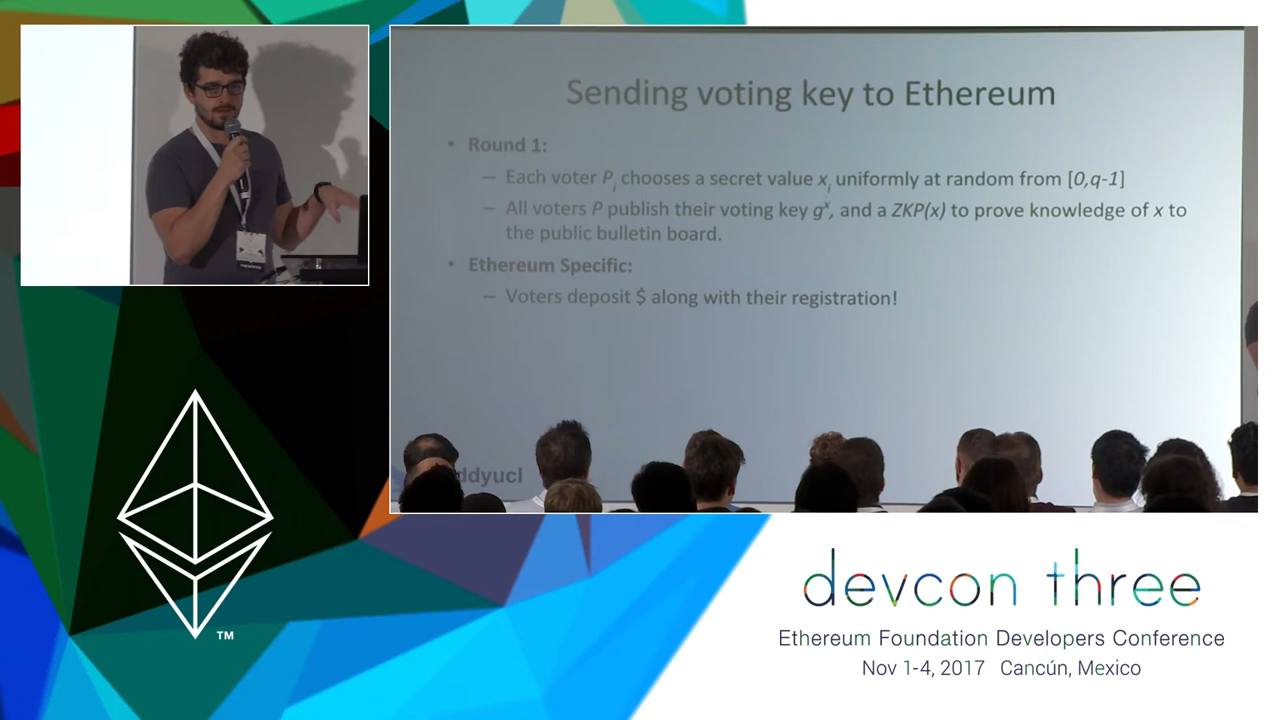 Sending voting key to Ethereum
• Round 1:
– Each voter Pi chooses a secret value xi uniformly at random from [0,q-1]
– All voters P publish their voting key g^x, and a ZKP(x) to prove knowledge of x to
the public bulletin board.
• Ethereum Specific:
– Voters deposit $ along with their registration!
ddyucl
TM
devcon three
Ethereum Foundation Developers Conference
Nov 1-4, 2017 Cancún, Mexico